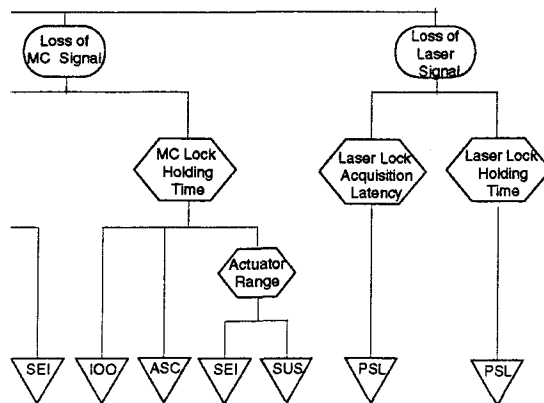 Loss of
MC Signal
Loss of
Laser
Signal
MC Lock
Holding
Time
Laser Lock
Acquisition
Latency
Laser Lock
Holding
Time
Actuator
Range
SEI
IOO
ASC
SEI
SUS
PSL
PSL